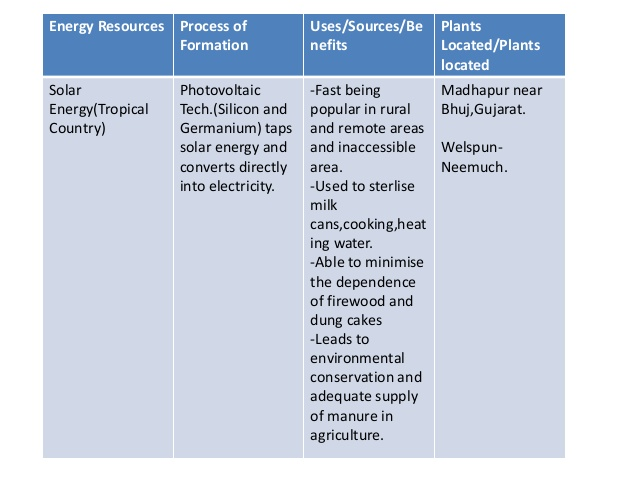 Energy Resources
Process of
Formation
Uses/Sources/Be
nefits
Plants
Located/Plants
located
Solar
Energy(Tropical
Country)
Photovoltaic
Tech.(Silicon and
Germanium) taps
solar energy and
converts directly
into electricity.
-Fast being
popular in rural
and remote areas
and inaccessible
area.
-Used to sterlise
milk
cans,cooking,heat
ing water.
-Able to minimise
the dependence
of firewood and
dung cakes
-Leads to
environmental
conservation and
adequate supply
of manure in
agriculture.
Madhapur near
Bhuj,Gujarat.
Welspun-
Neemuch.